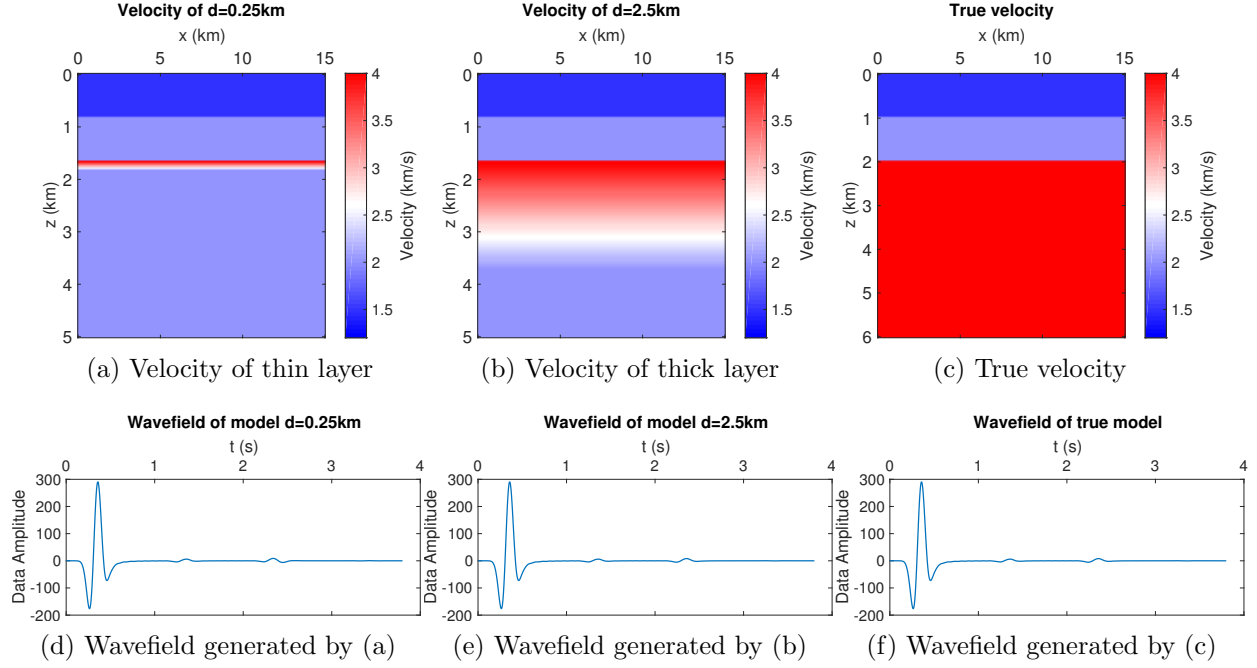 Velocity of d=0.25km
x (km)
0 5 10 15
0
1
2
3
4
5
z (km)
4
3.5
3
2.5
2
1.5
Velocity (km/s)
(a) Velocity of thin layer
Velocity of d=2.5km
x (km)
0 5 10 15
0
1
2
3
4
5
z (km)
4
3.5
3
2.5
2
1.5
Velocity (km/s)
(b) Velocity of thick layer
True velocity
x (km)
0 5 10 15
0
1
2
3
4
5
6
z (km)
4
3.5
3
2.5
2
1.5
Velocity (km/s)
(c) True velocity
Wavefield of model d=0.25km
t (s)
0 1 2 3 4
300
200
100
0
-100
-200
Data Amplitude
(d) Wavefield generated by (a)
Wavefield of model d=2.5km
t (s)
0 1 2 3 4
300
200
100
0
-100
-200
Data Amplitude
(e) Wavefield generated by (b)
Wavefield of true model
t (s)
0 1 2 3 4
300
200
100
0
-100
-200
Data Amplitude
(f) Wavefield generated by (c)